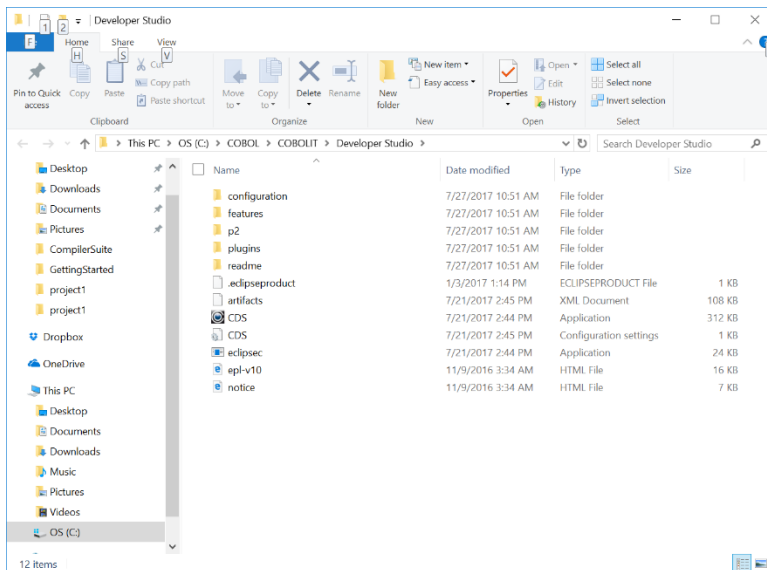 Developer Studio
1 2
F Home Share View
H S V
Pin to Quick access
Copy
Paste
Cut
Copy path
Paste shortcut
Move to
Copy to
Delete
Rename
New folder
New item
Easy access
Properties
Open
Edit
History
Select all
Select none
Invert selection
Clipboard Organize New Open Select
This PC > OS (C:) > COBOL > COBOLIT > Developer Studio >
Search Developer Studio
Desktop
Downloads
Documents
Pictures
CompilerSuite
GettingStarted
project1
project1
Dropbox
OneDrive
This PC
Desktop
Documents
Downloads
Music
Pictures
Videos
OS (C:)
Name Date modified Type Size
configuration 7/27/2017 10:51 AM File folder
features 7/27/2017 10:51 AM File folder
p2 7/27/2017 10:51 AM File folder
plugins 7/27/2017 10:51 AM File folder
readme 7/27/2017 10:51 AM File folder
.eclipseproduct 1/3/2017 1:14 PM ECLIPSEPRODUCT File 1 KB
artifacts 7/21/2017 2:45 PM XML Document 108 KB
CDS 7/21/2017 2:44 PM Application 312 KB
CDS 7/21/2017 2:45 PM Configuration settings 1 KB
eclipsec 7/21/2017 2:44 PM Application 24 KB
epl-v10 11/9/2016 3:34 AM HTML File 16 KB
notice 11/9/2016 3:34 AM HTML File 7 KB
12 items